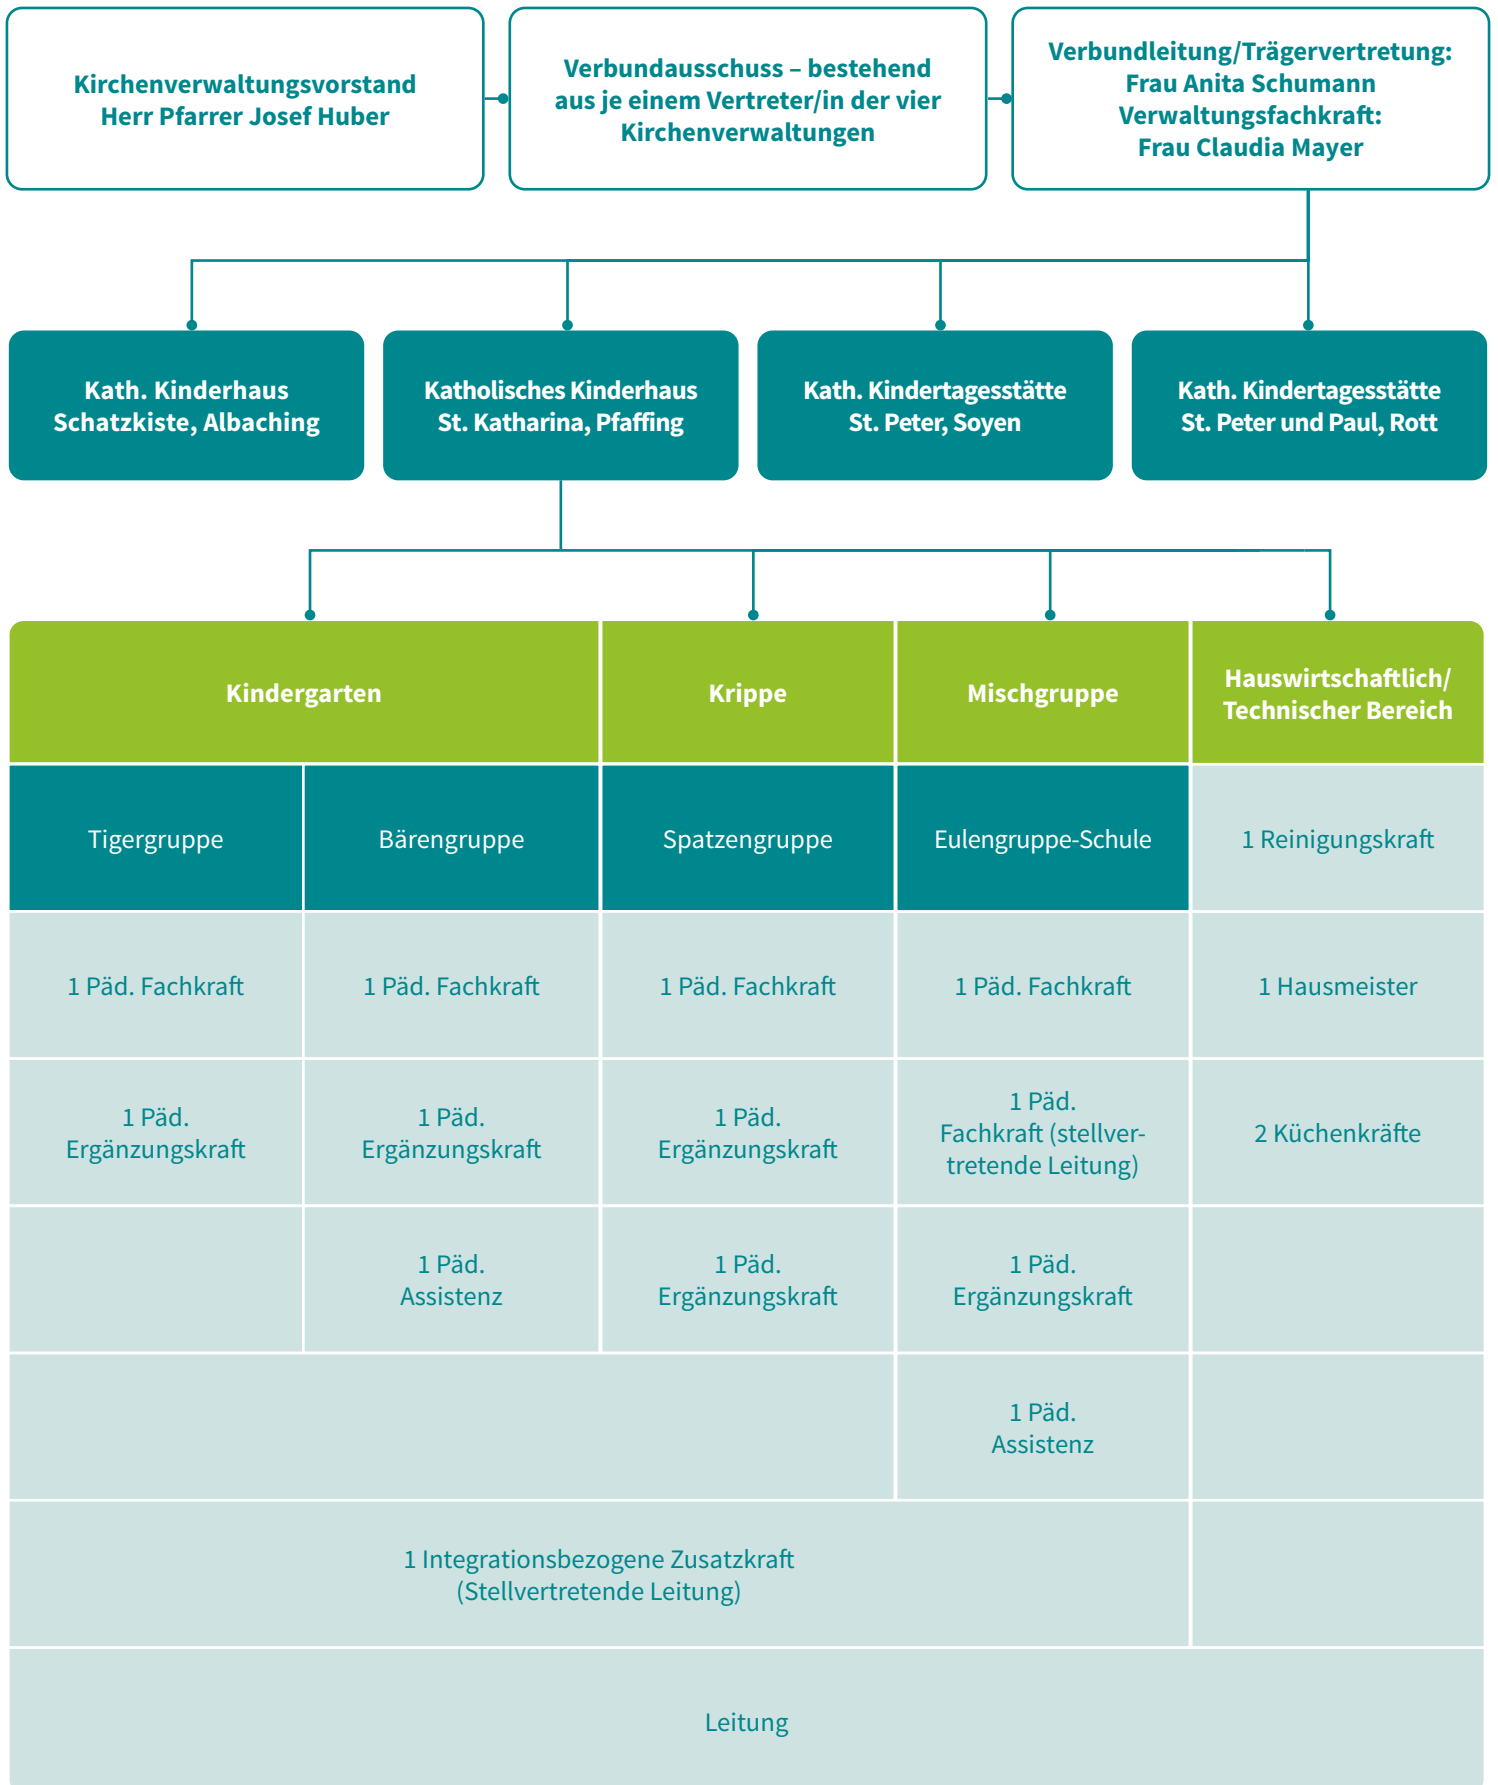 Kirchenverwaltungsvorstand
Herr Pfarrer Josef Huber
Verbundausschuss – bestehend
aus je einem Vertreter/in der vier
Kirchenverwaltungen
Verbundleitung/Trägervertretung:
Frau Anita Schumann
Verwaltungsfachkraft:
Frau Claudia Mayer
Kath. Kinderhaus
Schatzkiste, Albaching
Katholisches Kinderhaus
St. Katharina, Pfaffing
Kath. Kindertagesstätte
St. Peter, Soyen
Kath. Kindertagesstätte
St. Peter und Paul, Rott
Kindergarten
Krippe
Mischgruppe
Hauswirtschaftlich/
Technischer Bereich
Tigergruppe
Bärengruppe
Spatzengruppe
Eulengruppe-Schule
1 Reinigungskraft
1 Päd. Fachkraft
1 Päd. Fachkraft
1 Päd. Fachkraft
1 Päd. Fachkraft
1 Hausmeister
1 Päd.
Ergänzungskraft
1 Päd.
Ergänzungskraft
1 Päd.
Ergänzungskraft
1 Päd.
Fachkraft (stellver-
tretende Leitung)
2 Küchenkräfte
1 Päd.
Assistenz
1 Päd.
Ergänzungskraft
1 Päd.
Ergänzungskraft
1 Päd.
Assistenz
1 Integrationsbezogene Zusatzkraft
(Stellvertretende Leitung)
Leitung